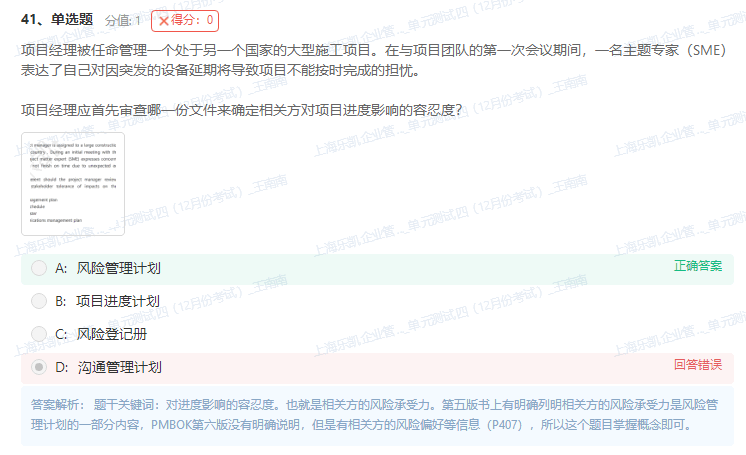 41、单选题 分值: 1 得分：0
项目经理被任命管理一个处于另一个国家的大型施工项目。在与项目团队的第一次会议期间，一名主题专家（SME）
表达了自己对因突发的设备延期将导致项目不能按时完成的担忧。
项目经理应首先审查哪一份文件来确定相关方对项目进度影响的容忍度？
n manager is assigned to a large constructio
country. During an initial meeting with th
ject matter expert (SME) expresses concern
not finish on time due to unexpected e
ment should the project manager review
stakeholder tolerance of impacts on the
agement plan
chedule
ster
nications management plan
A: 风险管理计划 正确答案
B: 项目进度计划
C: 风险登记册
D: 沟通管理计划 回答错误
答案解析： 题干关键词：对进度影响的容忍度。也就是相关方的风险承受力。第五版书上有明确列明相关方的风险承受力是风险管
理计划的一部分内容，PMBOK第六版没有明确说明，但是有相关方的风险偏好等信息（P407），所以这个题目掌握概念即可。
上海乐凯企业管._单元测试四（12月份考试）_王南南